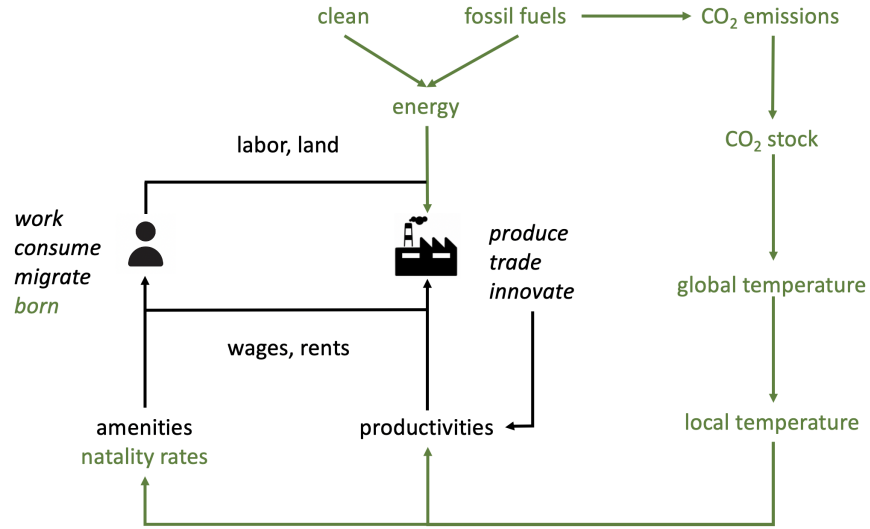 clean
fossil fuels
CO₂ emissions
energy
CO₂ stock
labor, land
work
consume
migrate
born
produce
trade
innovate
global temperature
wages, rents
amenities
natality rates
productivities
local temperature